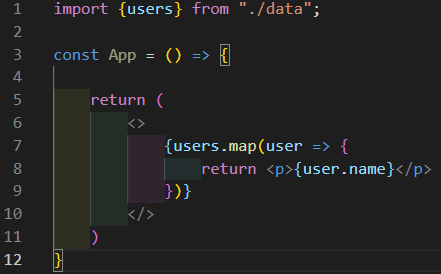 1 import {users} from "./data";
2
3 const App = () => {
4
5     return (
6         <>
7             {users.map(user => {
8                 return <p>{user.name}</p>
9             })}
10         </>
11     )
12 }